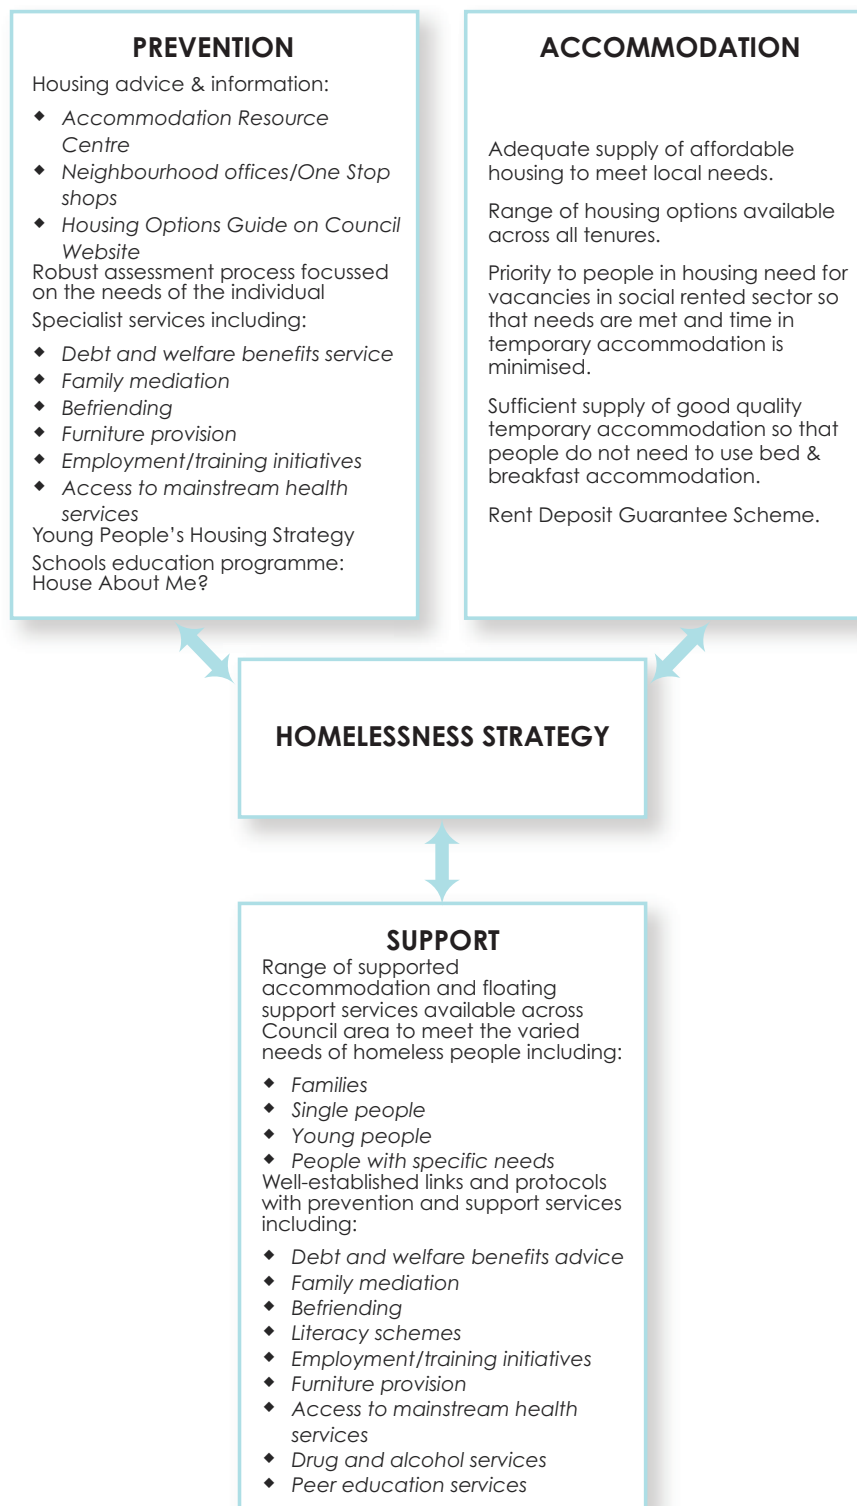 PREVENTION
Housing advice & information:
◆ Accommodation Resource
Centre
◆ Neighbourhood offices/One Stop
shops
◆ Housing Options Guide on Council
Website
Robust assessment process focussed
on the needs of the individual
Specialist services including:
◆ Debt and welfare benefits service
◆ Family mediation
◆ Befriending
◆ Furniture provision
◆ Employment/training initiatives
◆ Access to mainstream health
services
Young People’s Housing Strategy
Schools education programme:
House About Me?
ACCOMMODATION
Adequate supply of affordable
housing to meet local needs.
Range of housing options available
across all tenures.
Priority to people in housing need for
vacancies in social rented sector so
that needs are met and time in
temporary accommodation is
minimised.
Sufficient supply of good quality
temporary accommodation so that
people do not need to use bed &
breakfast accommodation.
Rent Deposit Guarantee Scheme.
HOMELESSNESS STRATEGY
SUPPORT
Range of supported
accommodation and floating
support services available across
Council area to meet the varied
needs of homeless people including:
◆ Families
◆ Single people
◆ Young people
◆ People with specific needs
Well-established links and protocols
with prevention and support services
including:
◆ Debt and welfare benefits advice
◆ Family mediation
◆ Befriending
◆ Literacy schemes
◆ Employment/training initiatives
◆ Furniture provision
◆ Access to mainstream health
services
◆ Drug and alcohol services
◆ Peer education services